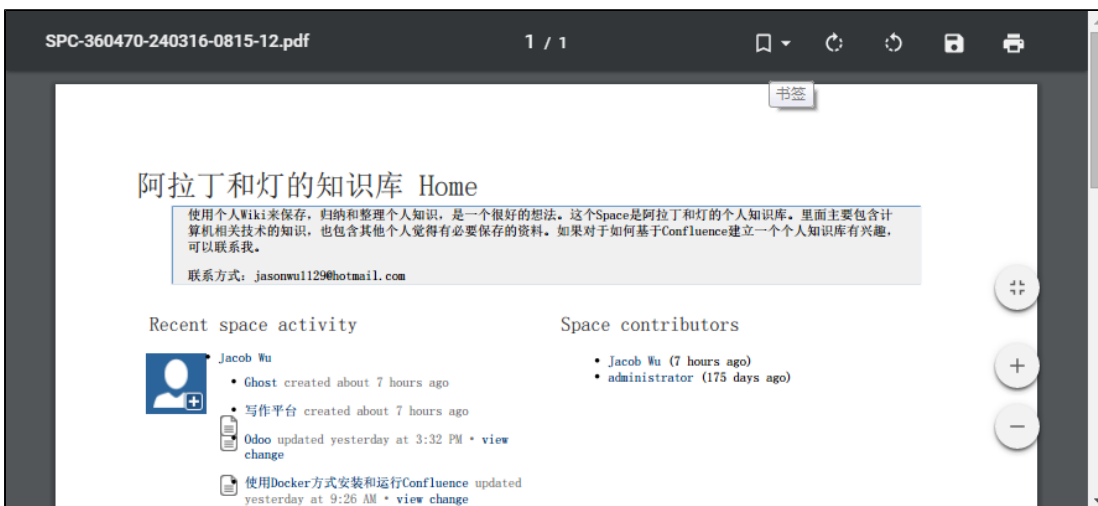 SPC-360470-240316-0815-12.pdf
1 / 1
书签
阿拉丁和灯的知识库 Home
使用个人Wiki来保存，归纳和整理个人知识，是一个很好的想法。这个Space是阿拉丁和灯的个人知识库。里面主要包含计
算机相关技术的知识，也包含其他个人觉得有必要保存的资料。如果对于如何基于Confluence建立一个个人知识库有兴趣，
可以联系我。
联系方式：jasonwu1129@hotmail.com
Recent space activity
Jacob Wu
Ghost created about 7 hours ago
写作平台 created about 7 hours ago
Odoo updated yesterday at 3:32 PM • view
change
使用Docker方式安装和运行Confluence updated
yesterday at 9:26 AM • view change
Space contributors
Jacob Wu (7 hours ago)
administrator (175 days ago)